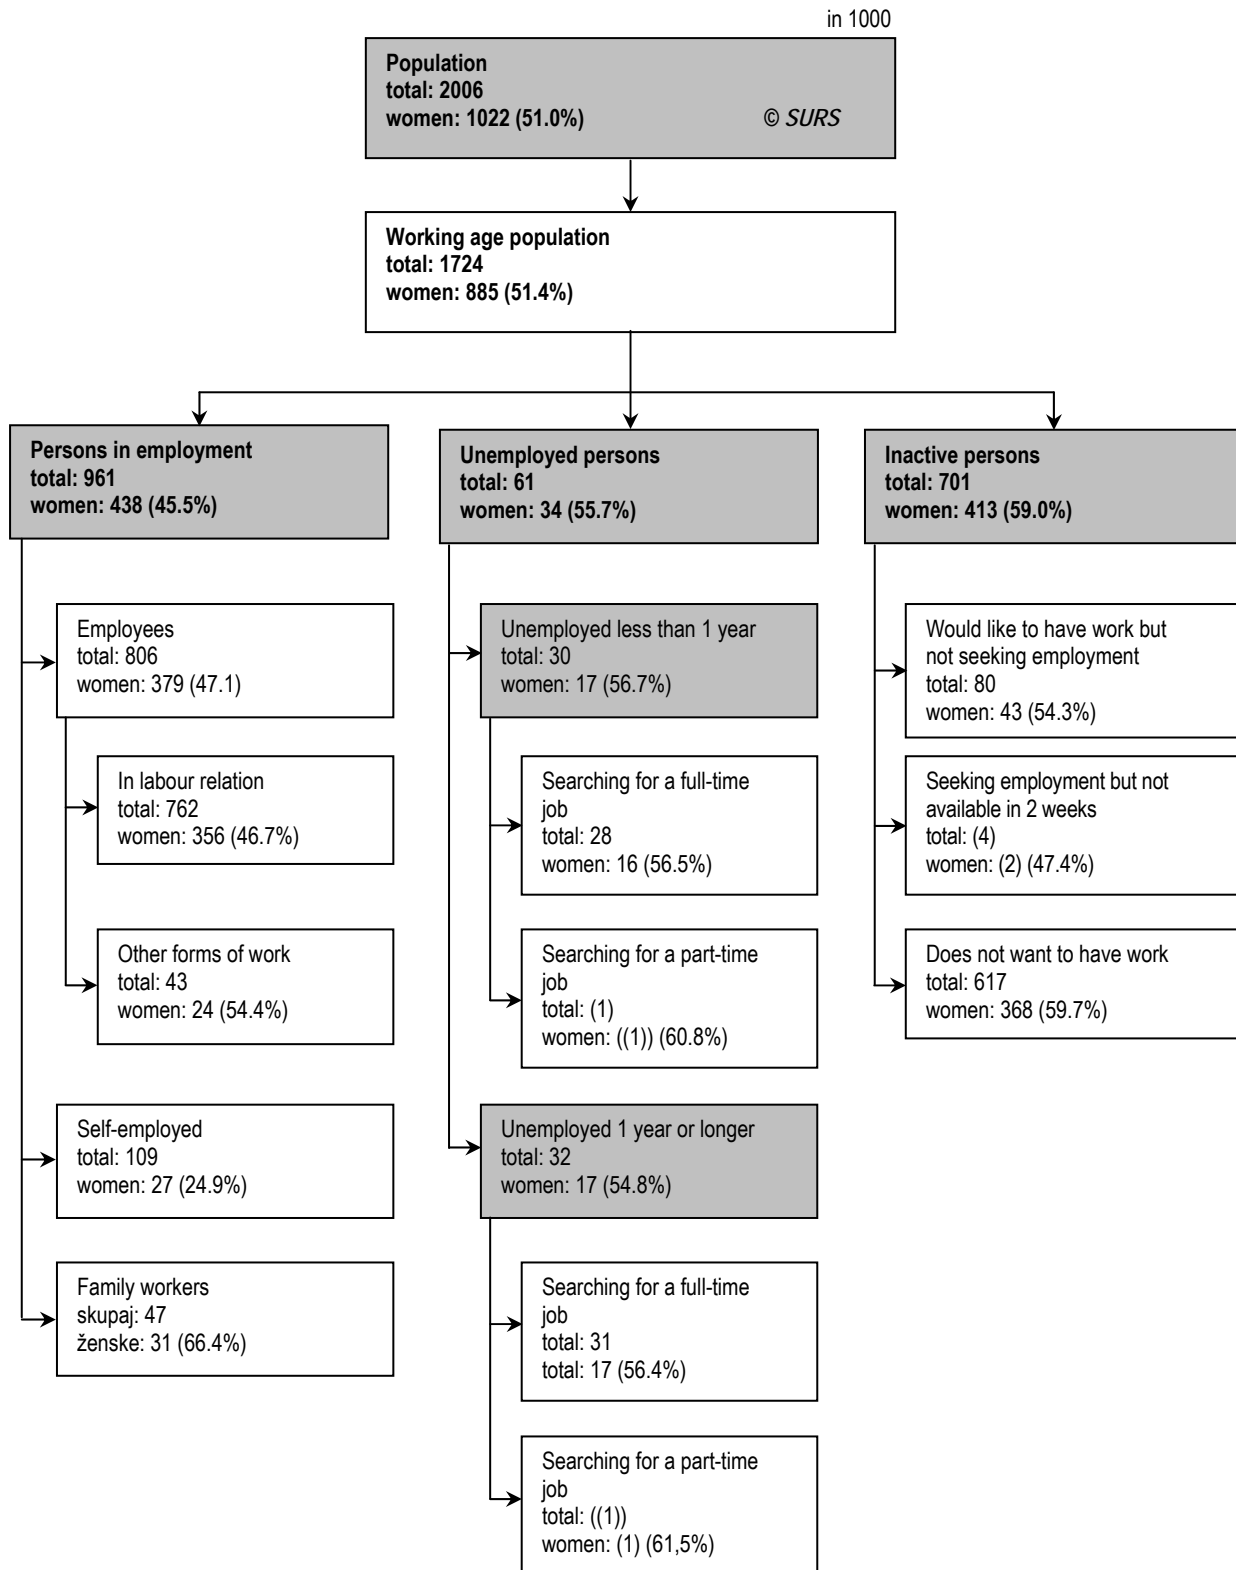 in 1000
Population
total: 2006
women: 1022 (51.0%)
© SURS
Working age population
total: 1724
women: 885 (51.4%)
Persons in employment
total: 961
women: 438 (45.5%)
Employees
total: 806
women: 379 (47.1)
In labour relation
total: 762
women: 356 (46.7%)
Other forms of work
total: 43
women: 24 (54.4%)
Self-employed
total: 109
women: 27 (24.9%)
Family workers
skupaj: 47
ženske: 31 (66.4%)
Unemployed persons
total: 61
women: 34 (55.7%)
Unemployed less than 1 year
total: 30
women: 17 (56.7%)
Searching for a full-time
job
total: 28
women: 16 (56.5%)
Searching for a part-time
job
total: (1)
women: ((1)) (60.8%)
Unemployed 1 year or longer
total: 32
women: 17 (54.8%)
Searching for a full-time
job
total: 31
total: 17 (56.4%)
Searching for a part-time
job
total: ((1))
women: (1) (61,5%)
Inactive persons
total: 701
women: 413 (59.0%)
Would like to have work but
not seeking employment
total: 80
women: 43 (54.3%)
Seeking employment but not
available in 2 weeks
total: (4)
women: (2) (47.4%)
Does not want to have work
total: 617
women: 368 (59.7%)